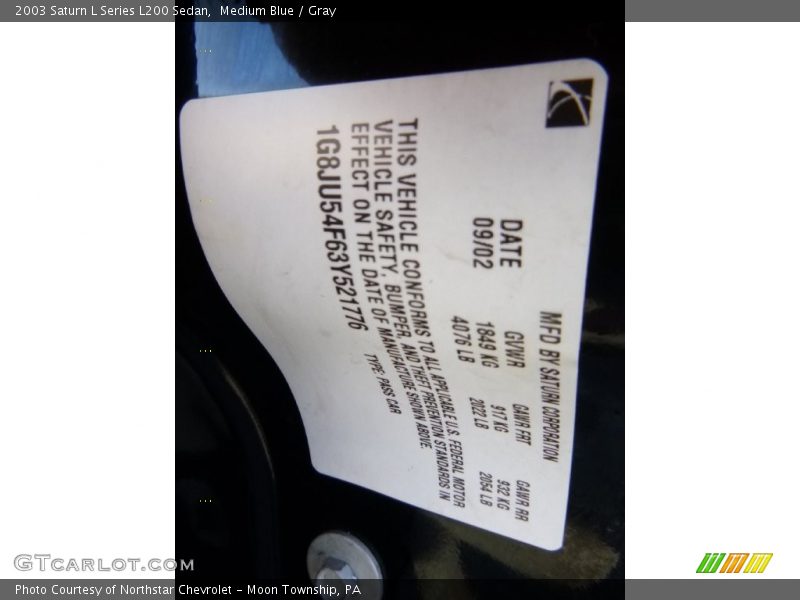 2003 Saturn L Series L200 Sedan,  Medium Blue / Gray
MFD BY SATURN CORPORATON
DATE GVWR GAWR FRT GAWR RR
09/02 1849 KG 917 KG 932 KG
4076 LB 2022 LB 2054 LB
THIS VEHICLE CONFORMS TO ALL APPLICABLE U.S. FEDERAL MOTOR
VEHICLE SAFETY, BUMPER, AND THEFT PREVENTION STANDARDS IN
EFFECT ON THE DATE OF MANUFACTURE SHOWN ABOVE.
1G8JU54F63Y521776 TYPE: PASS CAR
GTCARLOT.COM
Photo Courtesy of Northstar Chevrolet - Moon Township, PA